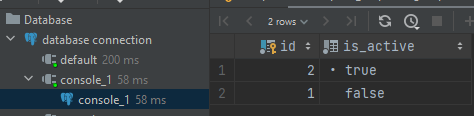 Database
database connection
default 200 ms
console_1 58 ms
console_1 58 ms
2 rows
id is_active
1 2 · true
2 1 false